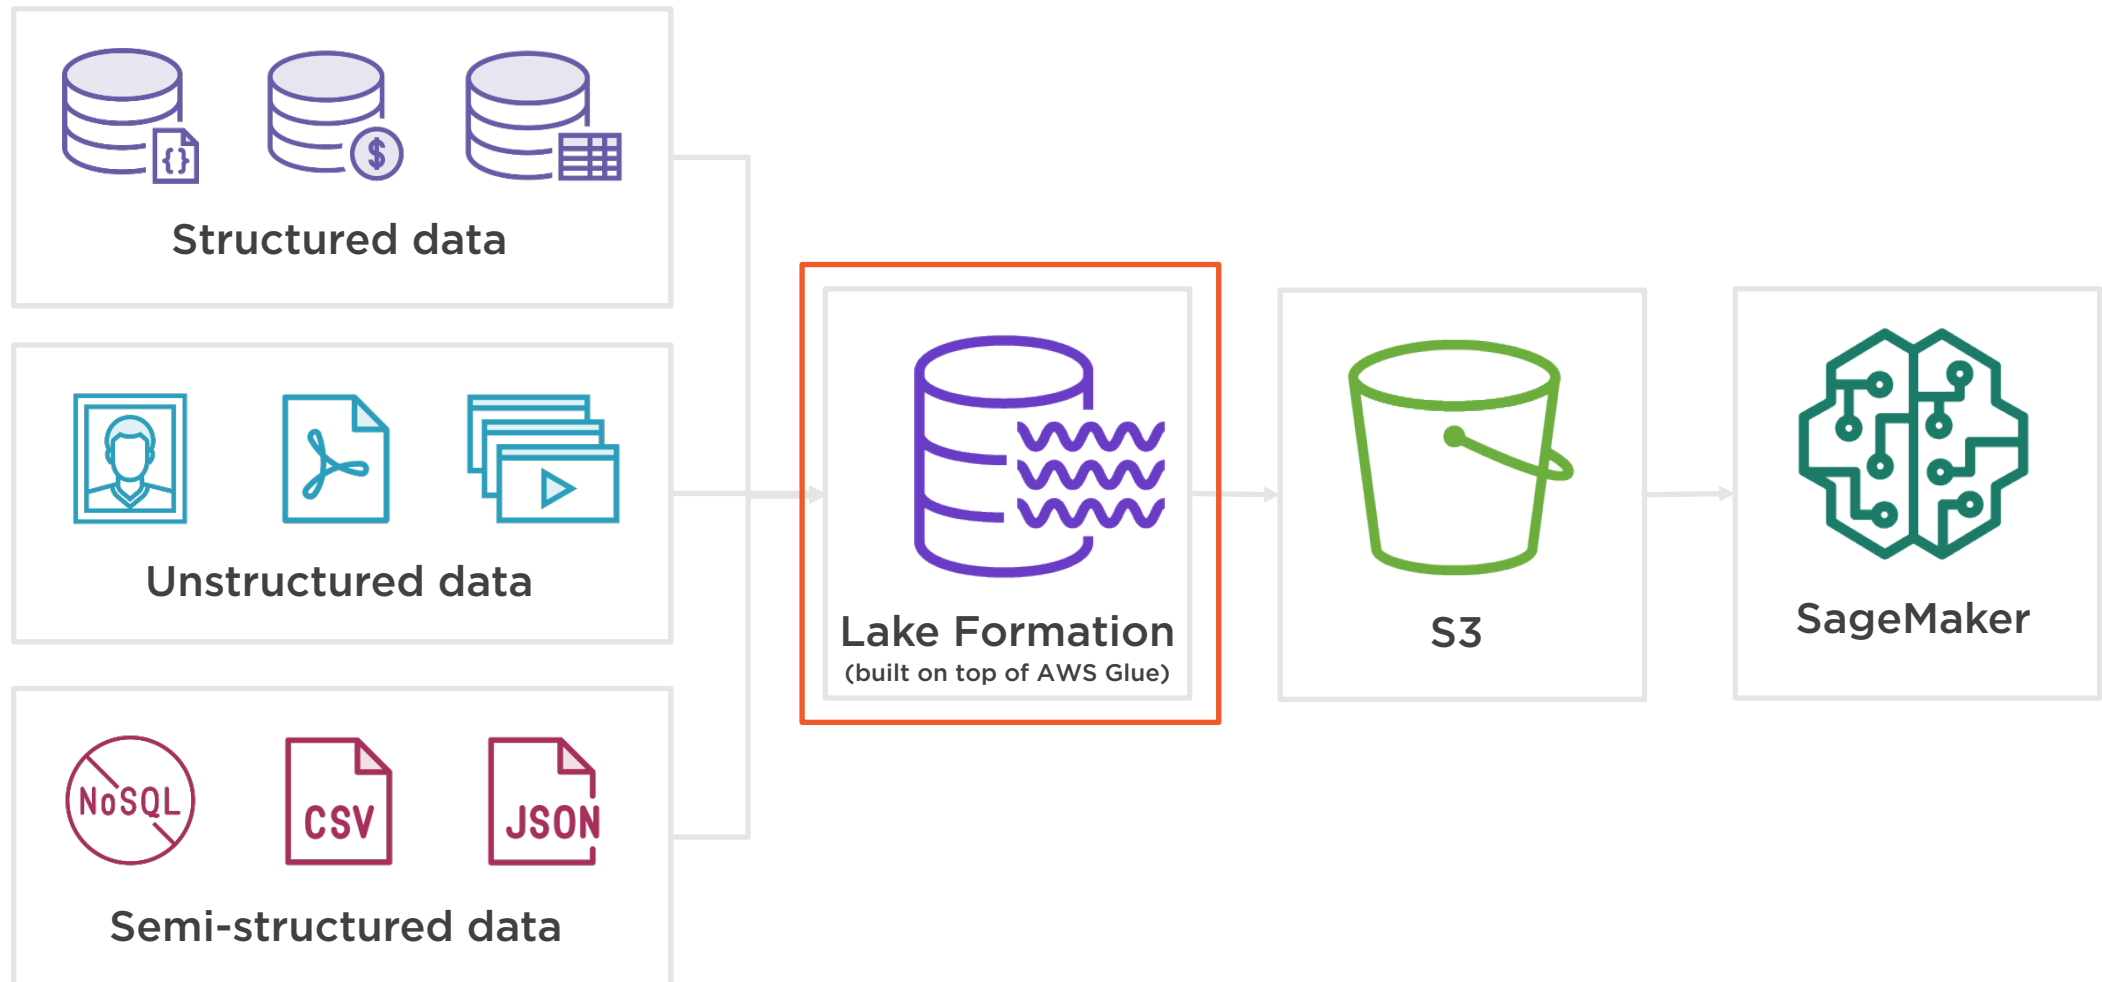 {}
$
Structured data
Unstructured data
NoSQL
CSV
JSON
Semi-structured data
Lake Formation
(built on top of AWS Glue)
S3
SageMaker